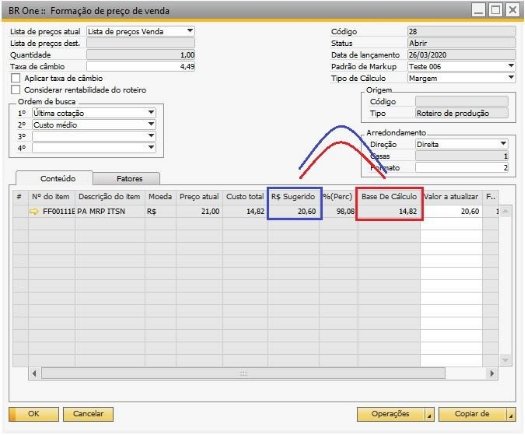 BR One :: Formação de preço de venda
Lista de preços atual Lista de preços Venda
Lista de preços dest.
Quantidade 1,00
Taxa de câmbio 4,49
Aplicar taxa de câmbio
Considerar rentabilidade do roteiro
Ordem de busca
1º Última cotação
2º Custo médio
3º
4º
Código 28
Status Abrir
Data de lançamento 26/03/2020
Padrão de Markup Teste 006
Tipo de Cálculo Margem
Origem
Código
Tipo Roteiro de produção
Arredondamento
Direção Direita
Casas 1
Formato 2
Conteúdo Fatores
# Nº do item Descrição do item Moeda Preço atual Custo total R$ Sugerido %(Perc) Base De Cálculo Valor a atualizar F..
FF00111E PA MRP ITSN R$ 21,00 14,82 20,60 98,08 14,82 20,60 1
OK Cancelar Operações Copiar de